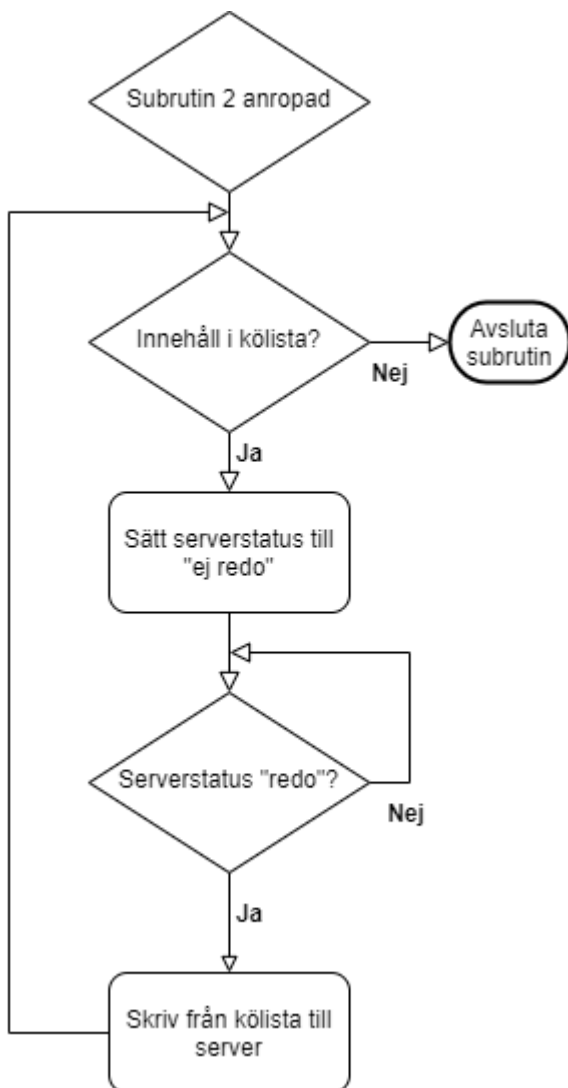 Subrutin 2 anropad
Innehåll i kölista?
Nej
Avsluta
subrutin
Ja
Sätt serverstatus till
"ej redo"
Serverstatus "redo"?
Nej
Ja
Skriv från kölista till
server